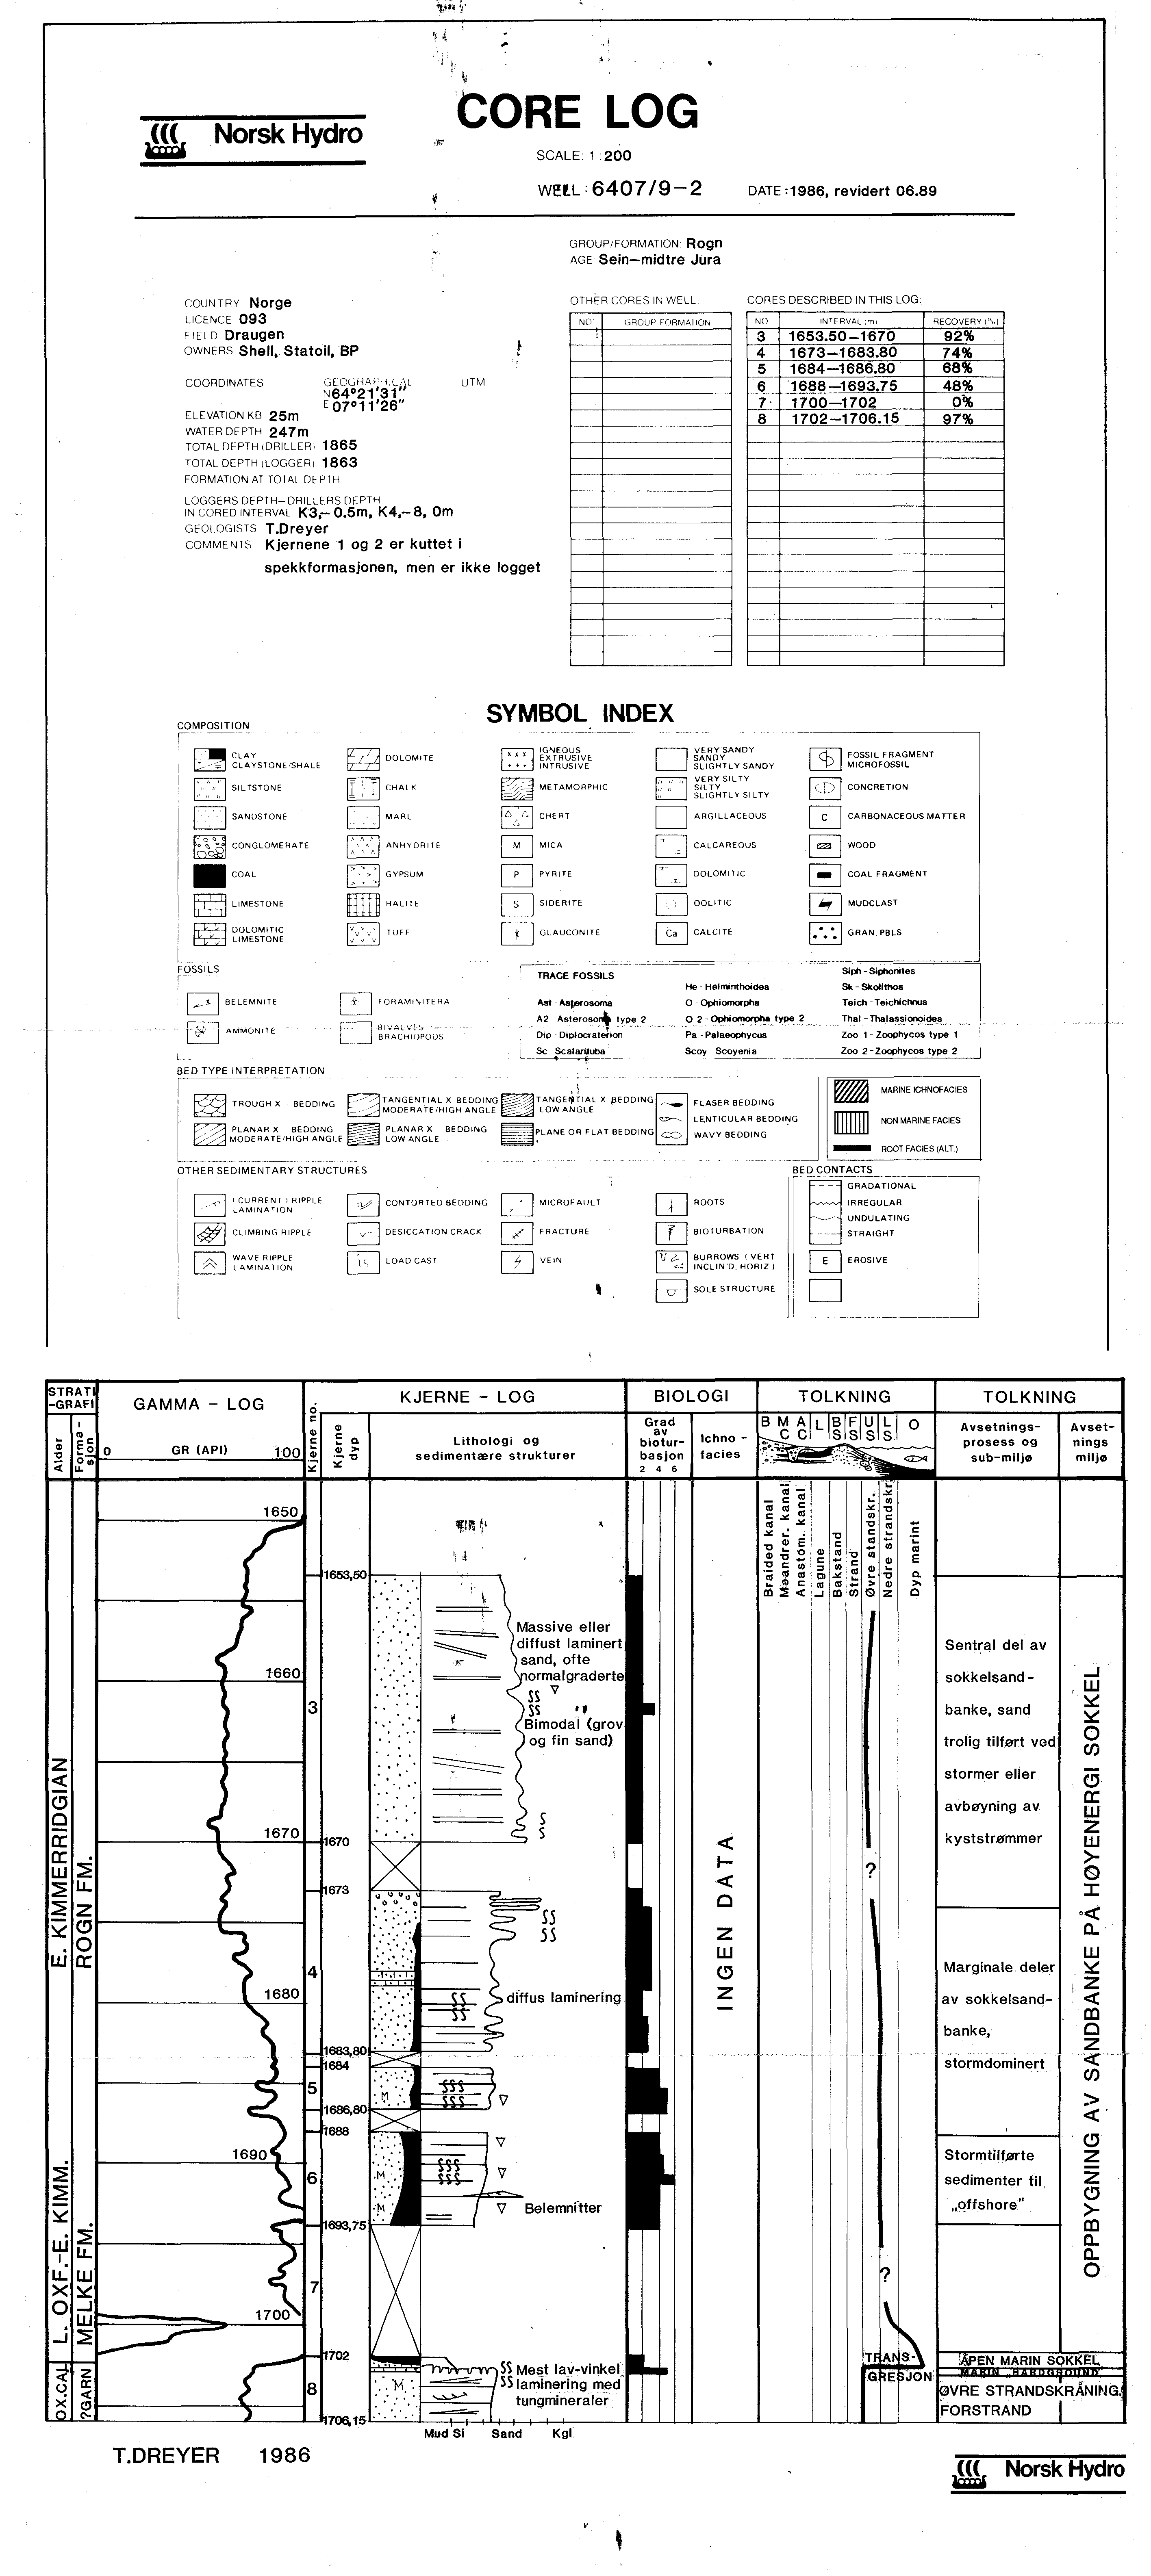 CORE LOG
Norsk Hydro
SCALE: 1 :200
WELL : 6407/9-2
DATE :1986, revidert 06.89
GROUP/FORMATION: Rogn
AGE Sein-midtre Jura
COUNTRY Norge
LICENCE 093
FIELD Draugen
OWNERS Shell, Statoil, BP
COORDINATES GEOGRAPHICAL UTM
N64°21'31"
E 07°11'26"
ELEVATION KB 25m
WATER DEPTH 247m
TOTAL DEPTH (DRILLER) 1865
TOTAL DEPTH (LOGGER) 1863
FORMATION AT TOTAL DEPTH
LOGGERS DEPTH-DRILLERS DEPTH
IN CORED INTERVAL K3,- 0.5m, K4,-8, 0m
GEOLOGISTS T.Dreyer
COMMENTS Kjernene 1 og 2 er kuttet i
spekkformasjonen, men er ikke logget
OTHER CORES IN WELL
NO GROUP FORMATION
CORES DESCRIBED IN THIS LOG:
NO INTERVAL (m) RECOVERY (%)
3 1653.50-1670 92%
4 1673-1683.80 74%
5 1684-1686.80 68%
6 1688-1693.75 48%
7 1700-1702 0%
8 1702-1706.15 97%
SYMBOL INDEX
COMPOSITION
CLAY
CLAYSTONE/SHALE
SILTSTONE
SANDSTONE
CONGLOMERATE
COAL
LIMESTONE
DOLOMITIC
LIMESTONE
DOLOMITE
CHALK
MARL
ANHYDRITE
GYPSUM
HALITE
TUFF
IGNEOUS
EXTRUSIVE
INTRUSIVE
METAMORPHIC
CHERT
M MICA
P PYRITE
S SIDERITE
GLAUCONITE
VERY SANDY
SANDY
SLIGHTLY SANDY
VERY SILTY
SILTY
SLIGHTLY SILTY
ARGILLACEOUS
CALCAREOUS
DOLOMITIC
OOLITIC
Ca CALCITE
FOSSIL FRAGMENT
MICROFOSSIL
CONCRETION
C CARBONACEOUS MATTER
WOOD
COAL FRAGMENT
MUDCLAST
GRAN, PBLS
FOSSILS
BELEMNITE
AMMONITE
FORAMINITERA
BIVALVES
BRACHIOPODS
TRACE FOSSILS
Ast - Asterosoma
A2 Asterosoma type 2
Dip - Diplocraterion
Sc - Scalarituba
He - Helminthoidea
O - Ophiomorpha
O 2 - Ophiomorpha type 2
Pa - Palaeophycus
Scoy - Scoyenia
Siph - Siphonites
Sk - Skolithos
Teich - Teichichnus
Thal - Thalassionoides
Zoo 1 - Zoophycos type 1
Zoo 2 - Zoophycos type 2
BED TYPE INTERPRETATION
TROUGH X BEDDING
PLANAR X BEDDING
MODERATE/HIGH ANGLE
TANGENTIAL X BEDDING
MODERATE/HIGH ANGLE
PLANAR X BEDDING
LOW ANGLE
TANGENTIAL X-BEDDING
LOW ANGLE
PLANE OR FLAT BEDDING
FLASER BEDDING
LENTICULAR BEDDING
WAVY BEDDING
MARINE ICHNOFACIES
NON MARINE FACIES
ROOT FACIES (ALT.)
OTHER SEDIMENTARY STRUCTURES
(CURRENT) RIPPLE
LAMINATION
CLIMBING RIPPLE
WAVE RIPPLE
LAMINATION
CONTORTED BEDDING
DESICCATION CRACK
LOAD CAST
MICROFAULT
FRACTURE
VEIN
ROOTS
BIOTURBATION
BURROWS (VERT
INCLIN'D, HORIZ)
SOLE STRUCTURE
BED CONTACTS
GRADATIONAL
IRREGULAR
UNDULATING
STRAIGHT
E EROSIVE
STRATI
-GRAFI
Alder
Forma-
sjon
GAMMA - LOG
0 GR (API) 100
Kjerne no.
KJERNE - LOG
Kjerne
dyp
Lithologi og
sedimentære strukturer
BIOLOGI
Grad
av
biotur-
basjon
2 4 6
Ichno -
facies
TOLKNING
B MC AC L BS FS US LS O
Braided kanal
Meandrer. kanal
Anastom. kanal
Lagune
Bakstand
Strand
Øvre standskr.
Nedre strandskr.
Dyp marint
TOLKNING
Avsetnings-
prosess og
sub-miljø
Avset-
nings
miljø
E. KIMMERRIDGIAN
ROGN FM.
L. OXF.-E. KIMM.
MELKE FM.
OX.CAL
?GARN
1650
1660
1670
1680
1690
1700
3
4
5
6
7
8
1653,50
1670
1673
1683,80
1684
1686,80
1688
1693,75
1702
1706,15
Massive eller
diffust laminert
sand, ofte
normalgraderte
Bimodal (grov
og fin sand)
diffus laminering
M
M
M
Belemnitter
M
Mest lav-vinkel
laminering med
tungmineraler
Mud Si Sand Kgl
INGEN DATA
?
?
TRANS-
GRESJON
Sentral del av
sokkelsand-
banke, sand
trolig tilført ved
stormer eller
avbøyning av
kyststrømmer
Marginale deler
av sokkelsand-
banke,
stormdominert
Stormtilførte
sedimenter til
„offshore”
OPPBYGNING AV SANDBANKE PÅ HØYENERGI SOKKEL
ÅPEN MARIN SOKKEL
MARIN „HARDGROUND”
ØVRE STRANDSKRÅNING/
FORSTRAND
T.DREYER 1986
Norsk Hydro